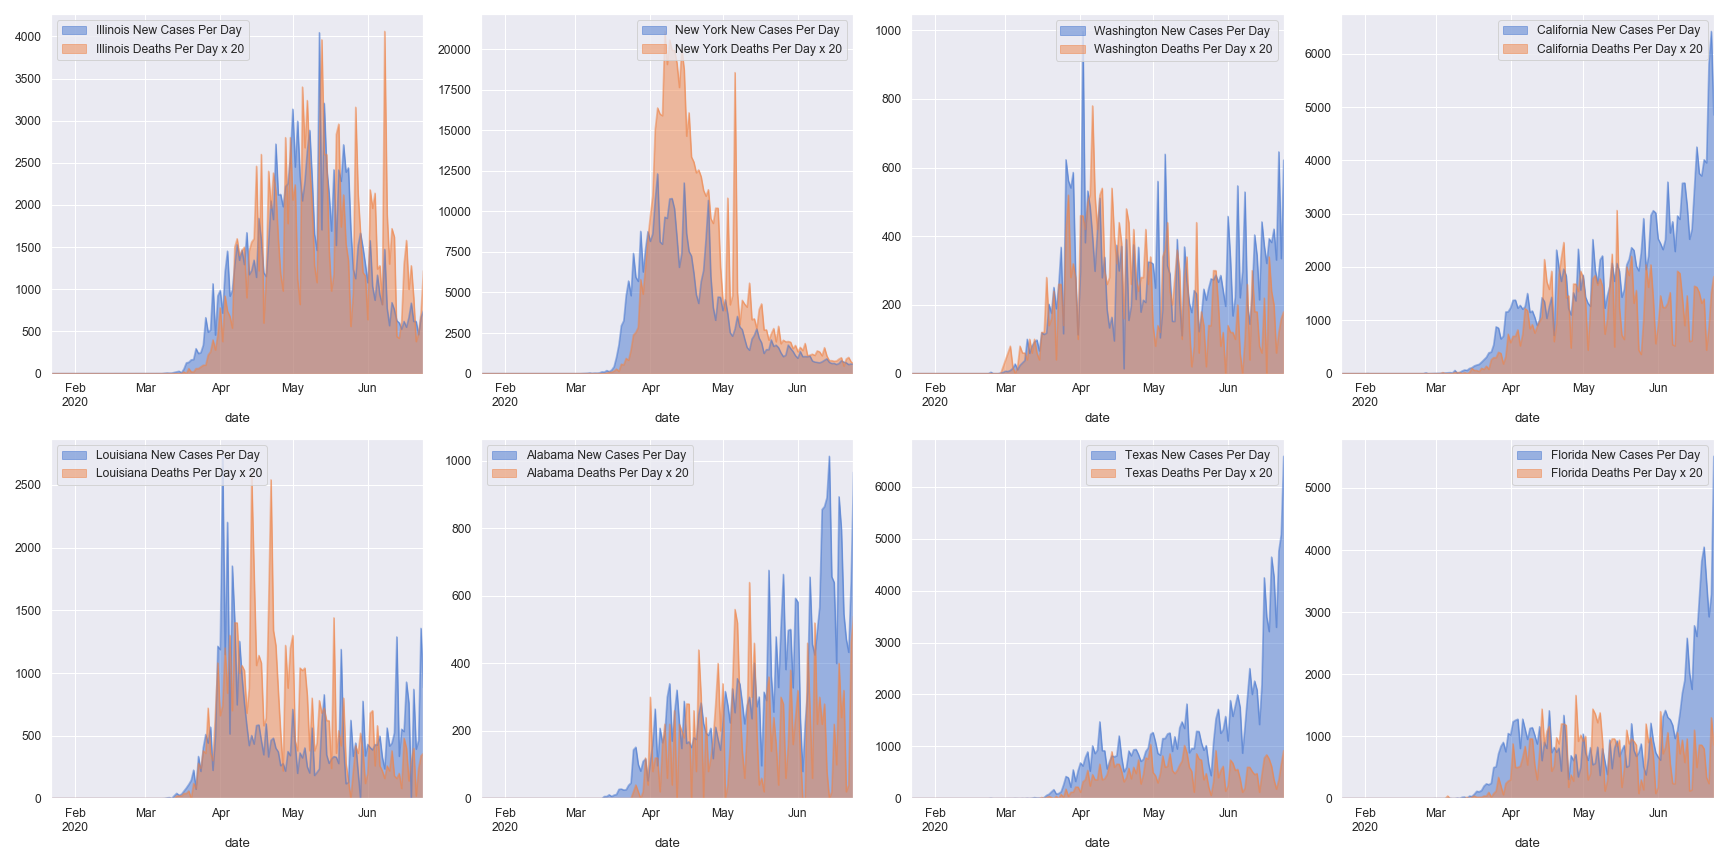 Illinois New Cases Per Day
Illinois Deaths Per Day x 20
4000
3500
3000
2500
2000
1500
1000
500
0
Feb
2020
Mar
Apr
May
Jun
date
New York New Cases Per Day
New York Deaths Per Day x 20
20000
17500
15000
12500
10000
7500
5000
2500
0
Feb
2020
Mar
Apr
May
Jun
date
Washington New Cases Per Day
Washington Deaths Per Day x 20
1000
800
600
400
200
0
Feb
2020
Mar
Apr
May
Jun
date
California New Cases Per Day
California Deaths Per Day x 20
6000
5000
4000
3000
2000
1000
0
Feb
2020
Mar
Apr
May
Jun
date
Louisiana New Cases Per Day
Louisiana Deaths Per Day x 20
2500
2000
1500
1000
500
0
Feb
2020
Mar
Apr
May
Jun
date
Alabama New Cases Per Day
Alabama Deaths Per Day x 20
1000
800
600
400
200
0
Feb
2020
Mar
Apr
May
Jun
date
Texas New Cases Per Day
Texas Deaths Per Day x 20
6000
5000
4000
3000
2000
1000
0
Feb
2020
Mar
Apr
May
Jun
date
Florida New Cases Per Day
Florida Deaths Per Day x 20
5000
4000
3000
2000
1000
0
Feb
2020
Mar
Apr
May
Jun
date